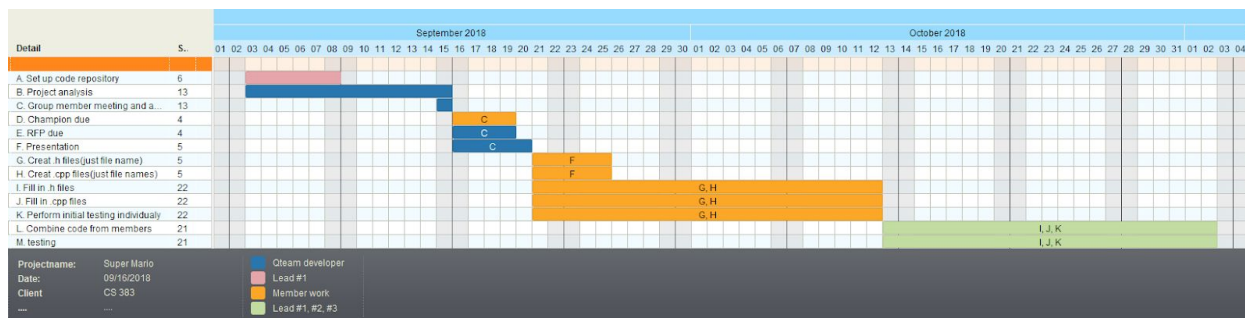 September 2018 October 2018
Detail S.. 01 02 03 04 05 06 07 08 09 10 11 12 13 14 15 16 17 18 19 20 21 22 23 24 25 26 27 28 29 30 01 02 03 04 05 06 07 08 09 10 11 12 13 14 15 16 17 18 19 20 21 22 23 24 25 26 27 28 29 30 31 01 02 03 04
A. Set up code repository 6
B. Project analysis 13
C. Group member meeting and a... 13
D. Champion due 4 C
E. RFP due 4 C
F. Presentation 5 C
G. Creat .h files(just file name) 5 F
H. Creat .cpp files(just file names) 5 F
I. Fill in .h files 22 G, H
J. Fill in .cpp files 22 G, H
K. Perform initial testing individualy 22 G, H
L. Combine code from members 21 I, J, K
M. testing 21 I, J, K
Projectname: Super Mario Qteam developer
Date: 09/16/2018 Lead #1
Client CS 383 Member work
.... .... Lead #1, #2, #3